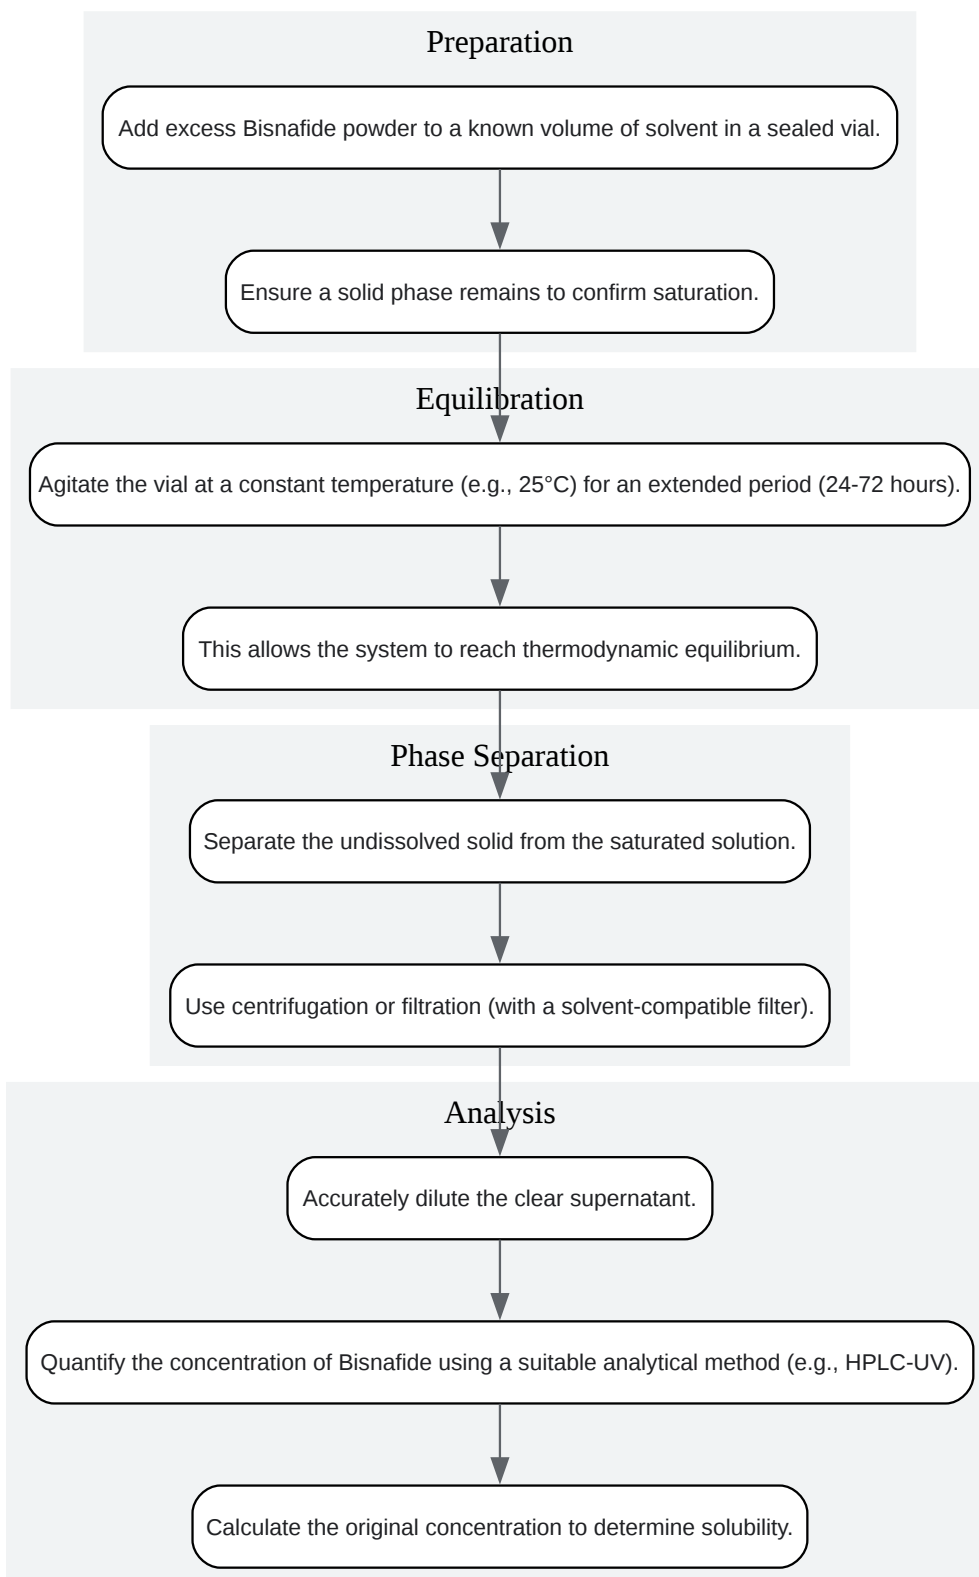 Preparation
Add excess Bisnafide powder to a known volume of solvent in a sealed vial.
Ensure a solid phase remains to confirm saturation.
Equilibration
Agitate the vial at a constant temperature (e.g., 25°C) for an extended period (24-72 hours).
This allows the system to reach thermodynamic equilibrium.
Phase Separation
Separate the undissolved solid from the saturated solution.
Use centrifugation or filtration (with a solvent-compatible filter).
Analysis
Accurately dilute the clear supernatant.
Quantify the concentration of Bisnafide using a suitable analytical method (e.g., HPLC-UV).
Calculate the original concentration to determine solubility.